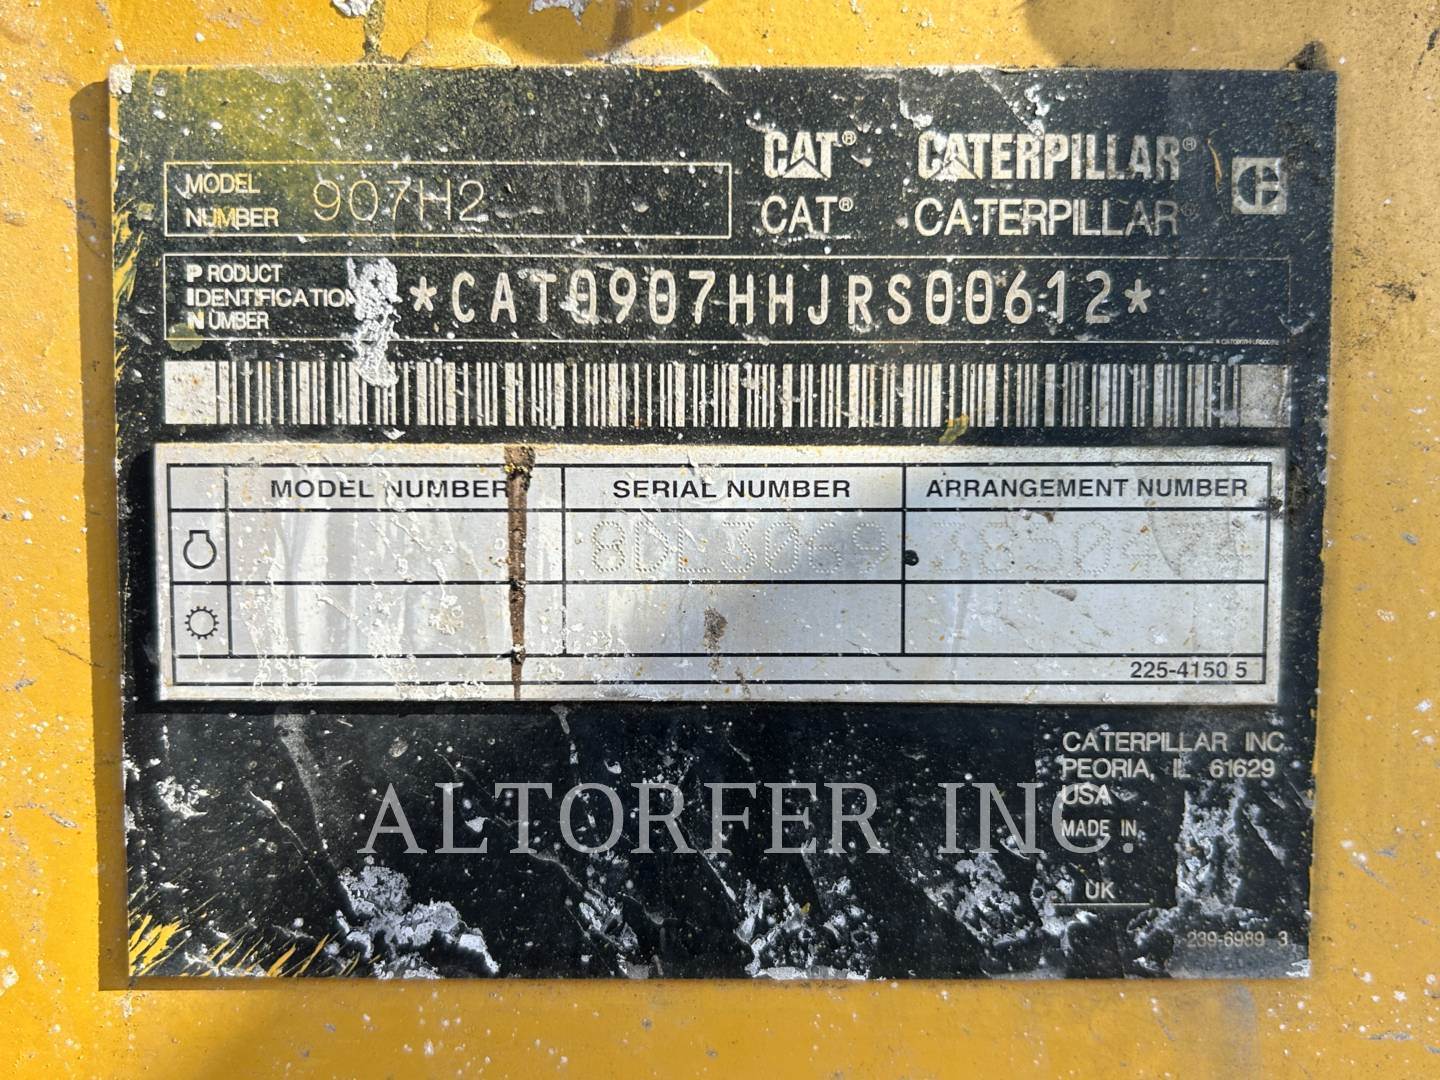 CAT® CATERPILLAR®
MODEL NUMBER 907H2
CAT® CATERPILLAR®
PRODUCT IDENTIFICATION NUMBER *CAT0907HHJRS00612*
MODEL NUMBER SERIAL NUMBER ARRANGEMENT NUMBER
225-4150 5
CATERPILLAR INC
PEORIA, IL 61629
USA
ALTORFER INC.
MADE IN
UK
239-6989 3